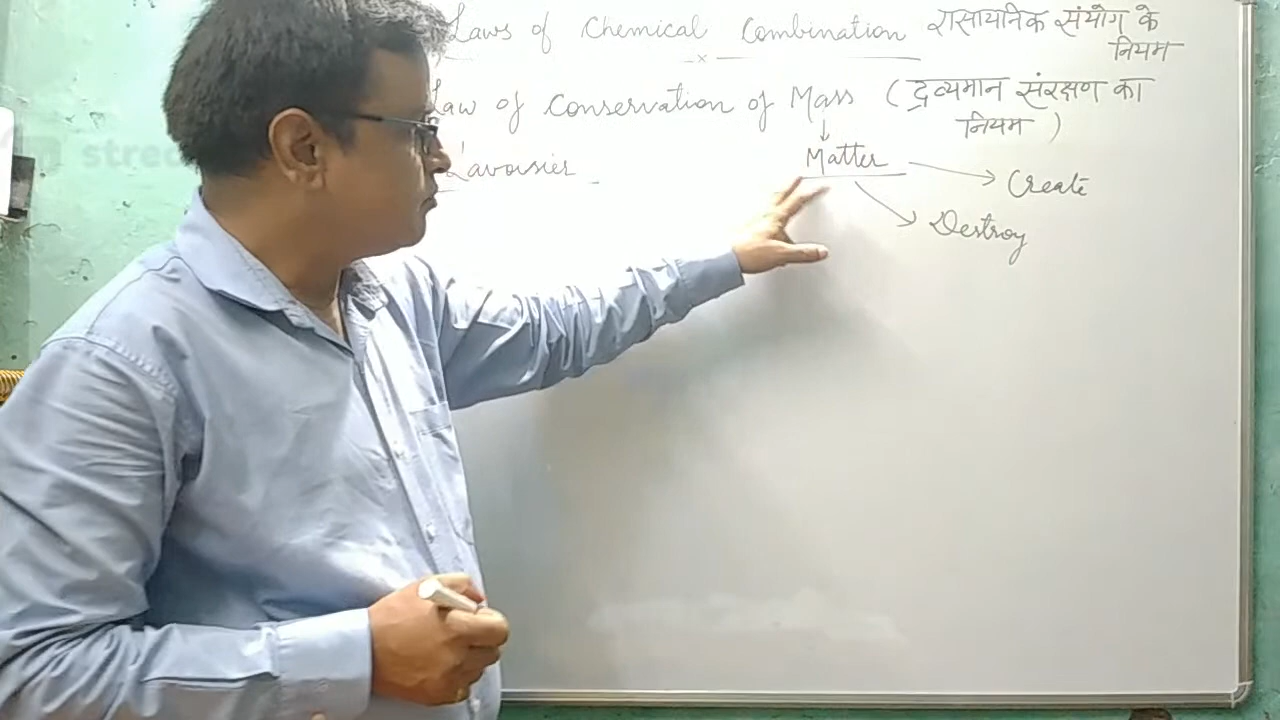 Laws of Chemical Combination रासायनिक संयोग के
नियम
Law of Conservation of Mass ( द्रव्यमान संरक्षण का
नियम )
Lavoisier
Matter
Create
Destroy